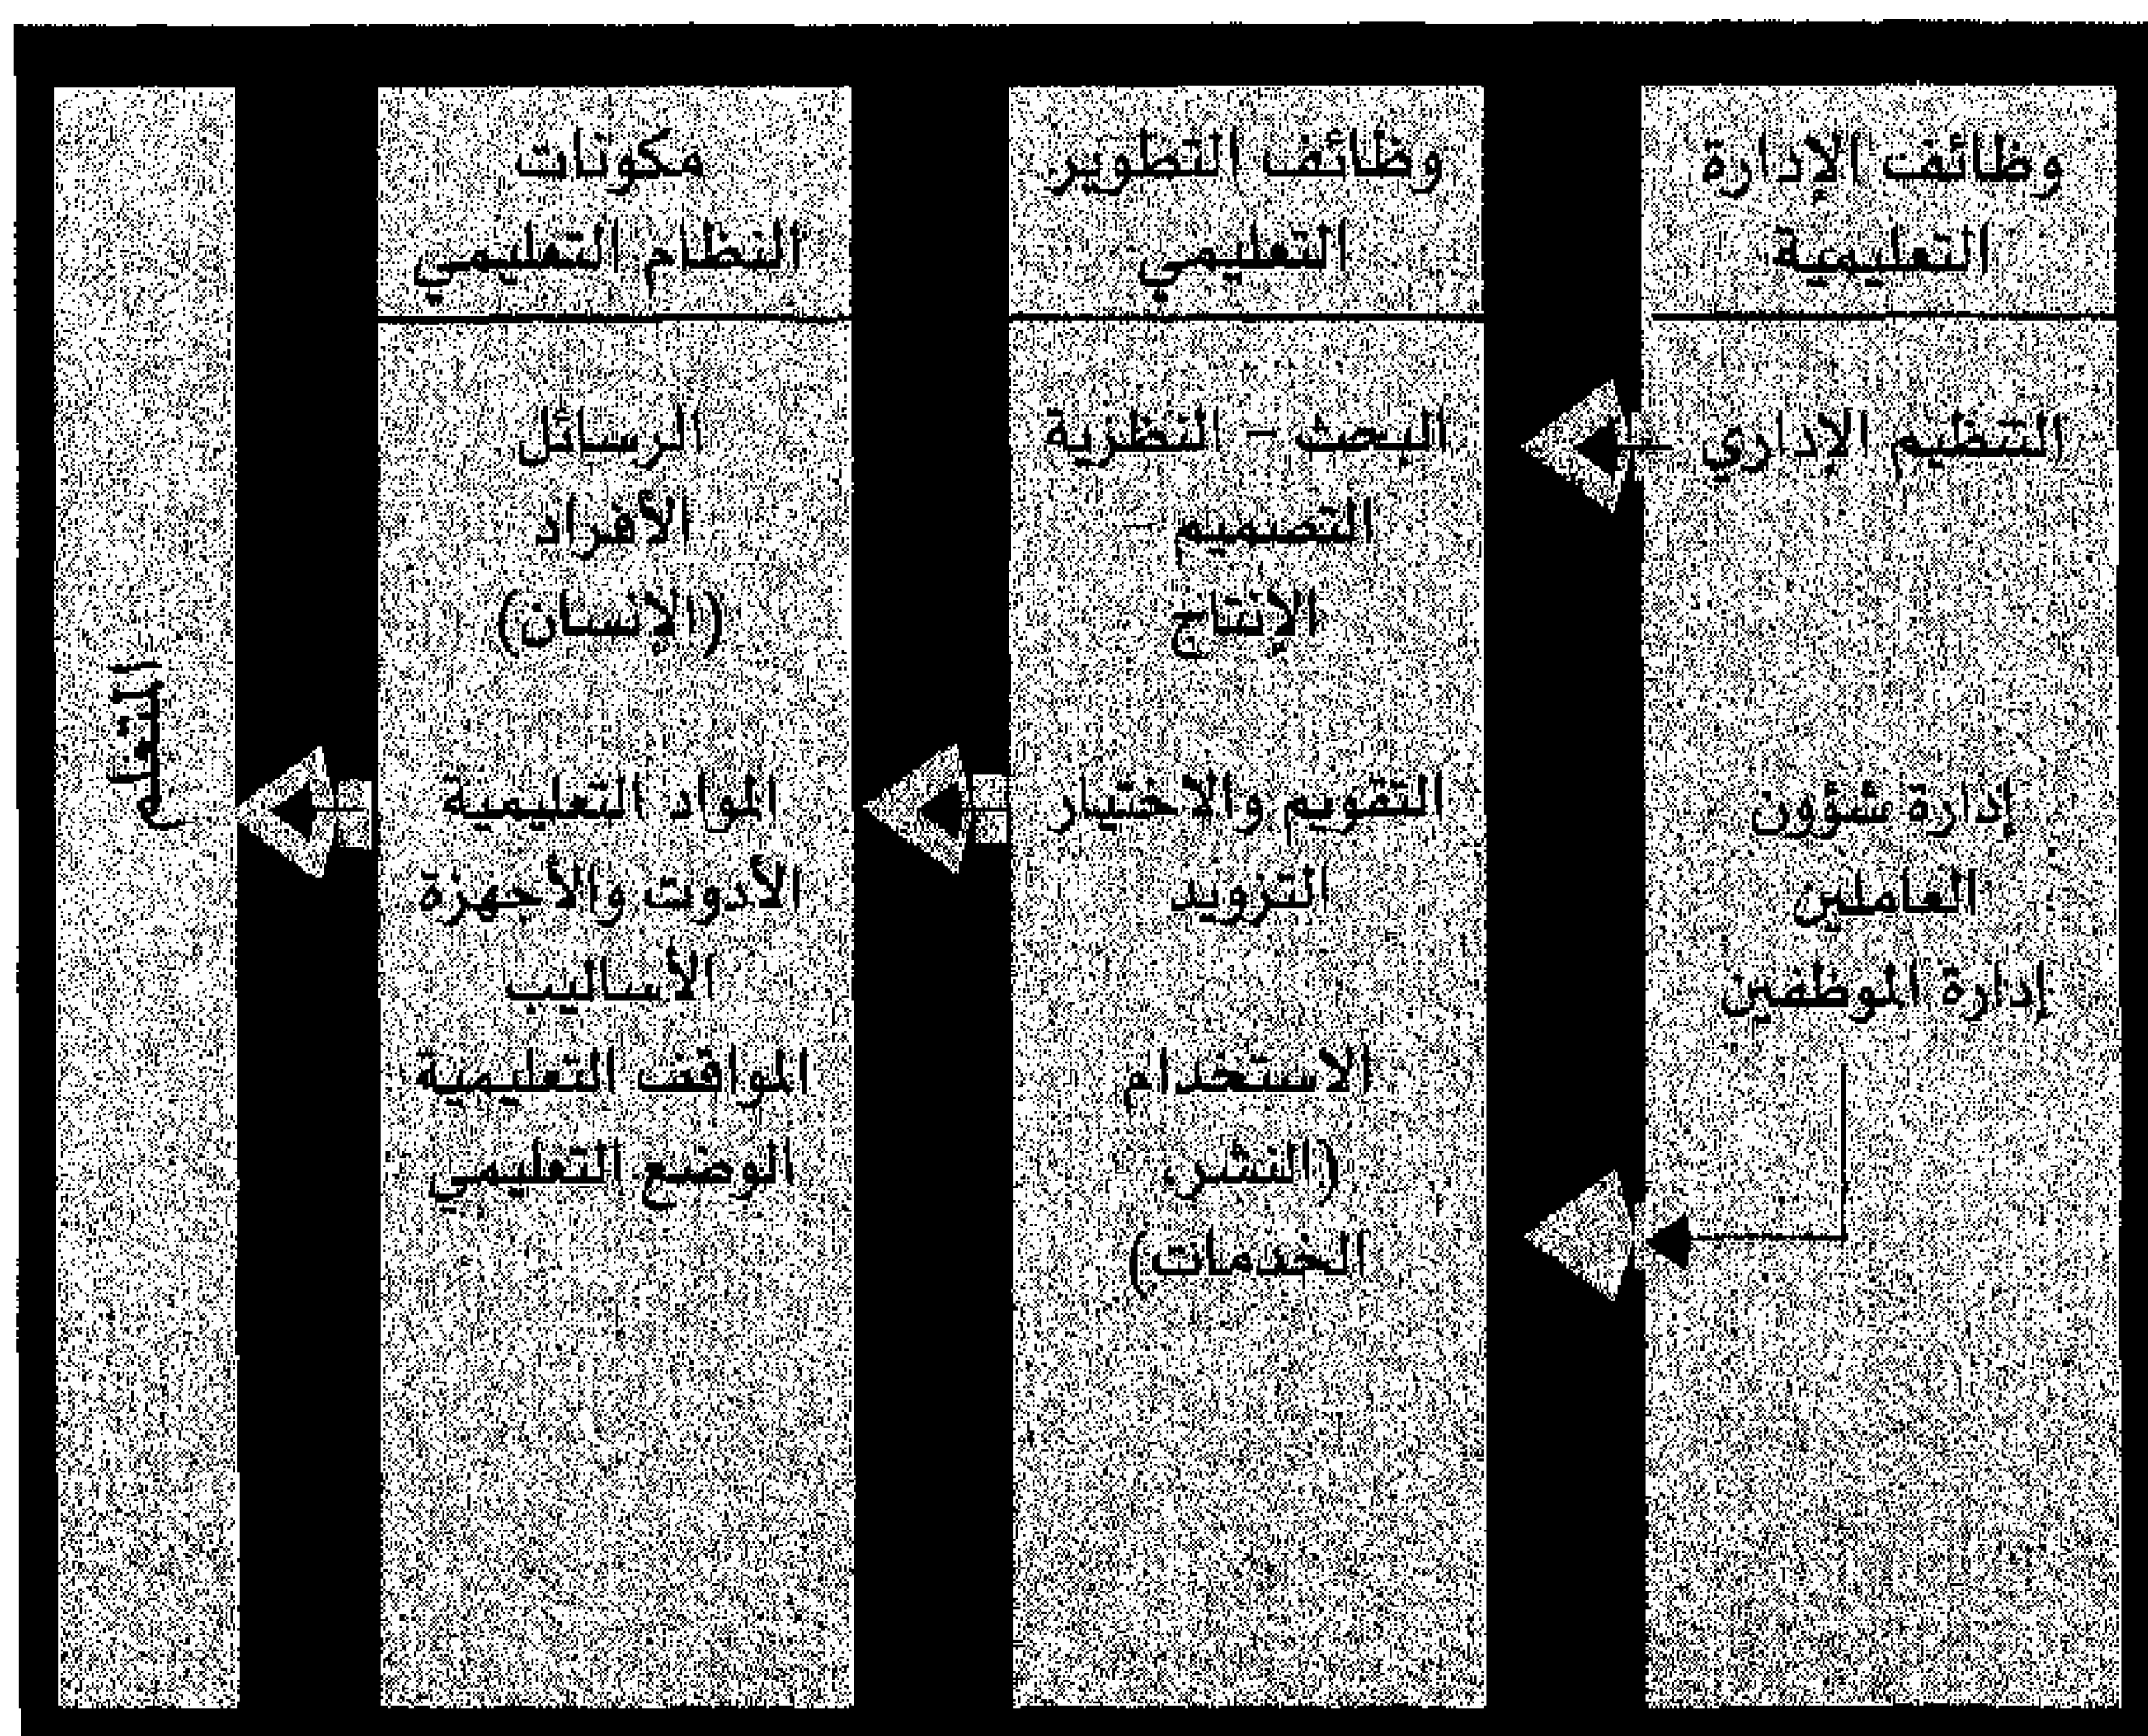 وظائف الإدارة
التعليمية
التنظيم الإداري
إدارة شؤون
العاملين
إدارة الموظفين
وظائف التطوير
التعليمي
البحث - النظرية
التصميم
الإنتاج
التقويم والاختيار
التزويد
الاستخدام
(النشر،
الخدمات)
مكونات
النظام التعليمي
الرسائل
الأفراد
(الإنسان)
المواد التعليمية
الأدوت والأجهزة
الأساليب
المواقف التعليمية
الوضع التعليمي
المتعلم